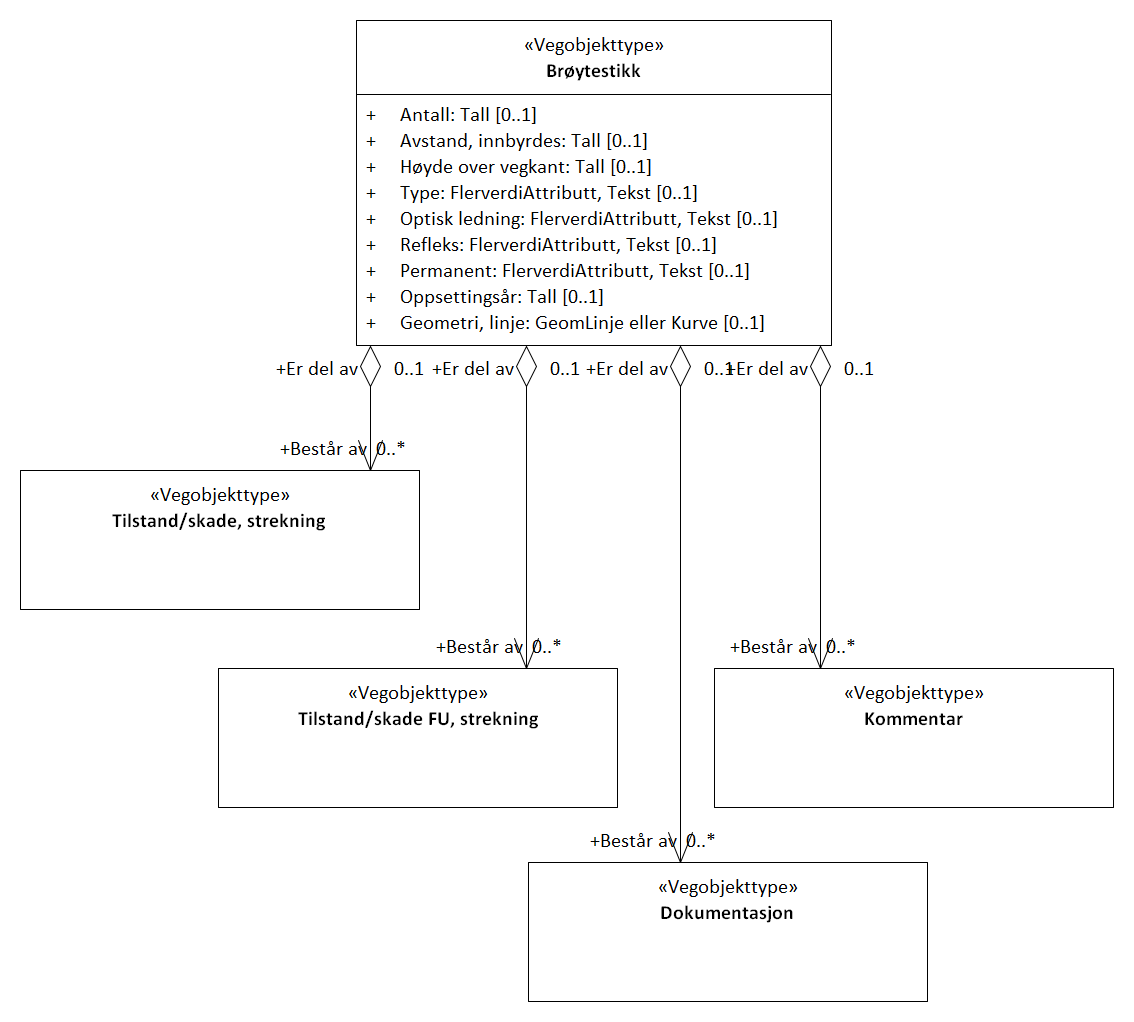 «Vegobjekttype»
Brøytestikk
+ Antall: Tall [0..1]
+ Avstand, innbyrdes: Tall [0..1]
+ Høyde over vegkant: Tall [0..1]
+ Type: FlerverdiAttributt, Tekst [0..1]
+ Optisk ledning: FlerverdiAttributt, Tekst [0..1]
+ Refleks: FlerverdiAttributt, Tekst [0..1]
+ Permanent: FlerverdiAttributt, Tekst [0..1]
+ Oppsettingsår: Tall [0..1]
+ Geometri, linje: GeomLinje eller Kurve [0..1]
+Er del av 0..1 +Er del av 0..1 +Er del av 0..1 +Er del av 0..1
+Består av 0..*
«Vegobjekttype»
Tilstand/skade, strekning
+Består av 0..* +Består av 0..*
«Vegobjekttype»
Tilstand/skade FU, strekning
«Vegobjekttype»
Kommentar
+Består av 0..*
«Vegobjekttype»
Dokumentasjon